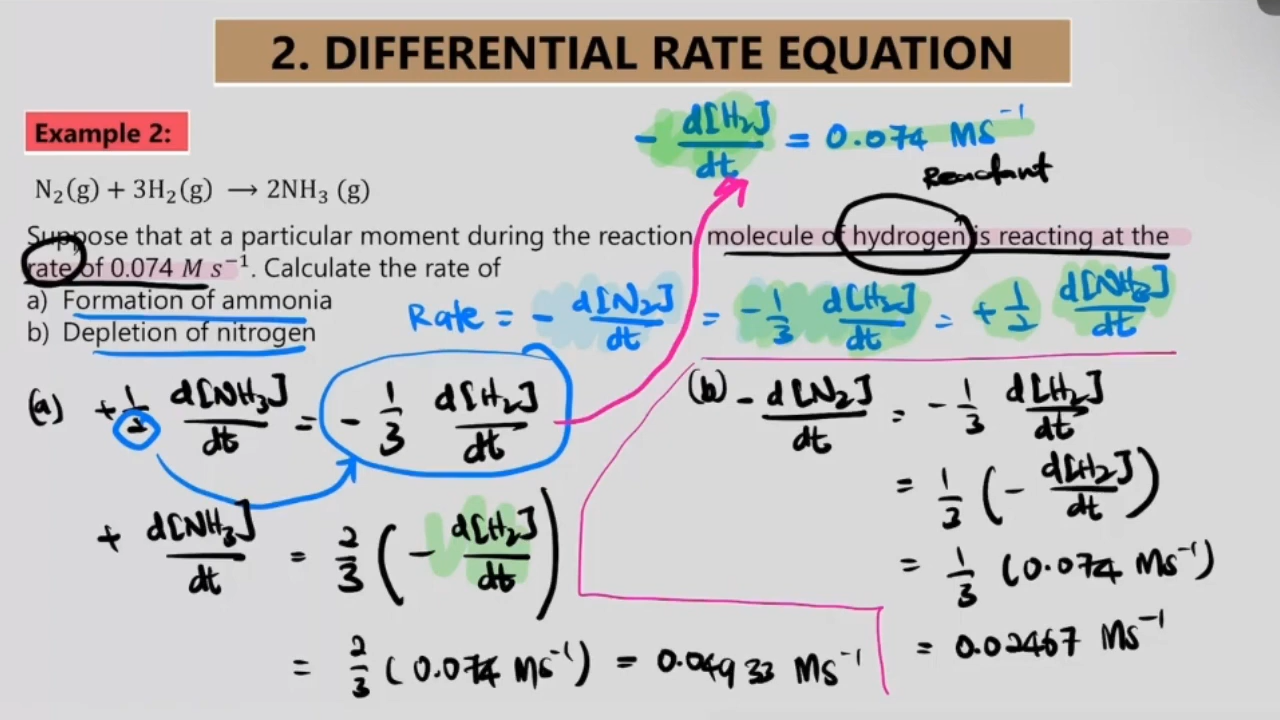 2. DIFFERENTIAL RATE EQUATION
Example 2:
- d[H₂]/dt = 0.074 Ms⁻¹
Reactant
N₂(g) + 3H₂(g) ⟶ 2NH₃ (g)
Suppose that at a particular moment during the reaction molecule of hydrogen is reacting at the
rate of 0.074 M s⁻¹. Calculate the rate of
a) Formation of ammonia
b) Depletion of nitrogen
Rate = - d[N₂]/dt = - 1/3 d[H₂]/dt = + 1/2 d[NH₃]/dt
(a) + 1/2 d[NH₃]/dt = - 1/3 d[H₂]/dt
+ d[NH₃]/dt = 2/3 (- d[H₂]/dt)
= 2/3 (0.074 Ms⁻¹) = 0.04933 Ms⁻¹
(b) - d[N₂]/dt = - 1/3 d[H₂]/dt
= 1/3 (- d[H₂]/dt)
= 1/3 (0.074 Ms⁻¹)
= 0.02467 Ms⁻¹